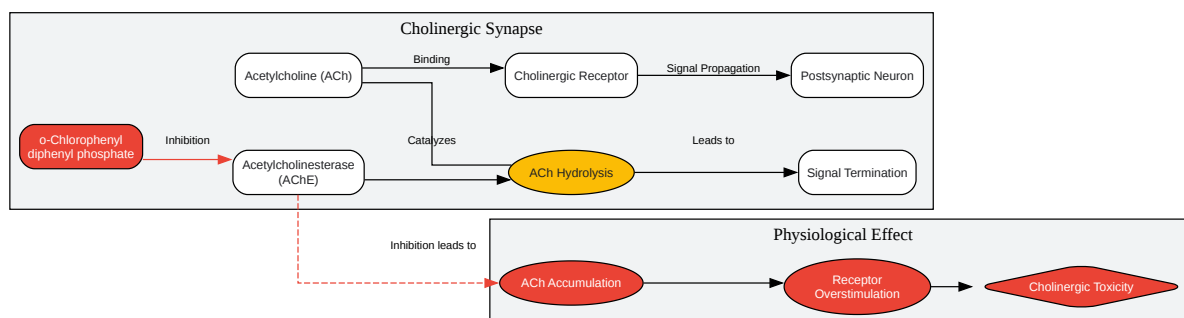 Cholinergic Synapse
Acetylcholine (ACh)
Binding
Cholinergic Receptor
Signal Propagation
Postsynaptic Neuron
o-Chlorophenyl
diphenyl phosphate
Inhibition
Acetylcholinesterase
(AChE)
Catalyzes
ACh Hydrolysis
Leads to
Signal Termination
Physiological Effect
Inhibition leads to
ACh Accumulation
Receptor
Overstimulation
Cholinergic Toxicity